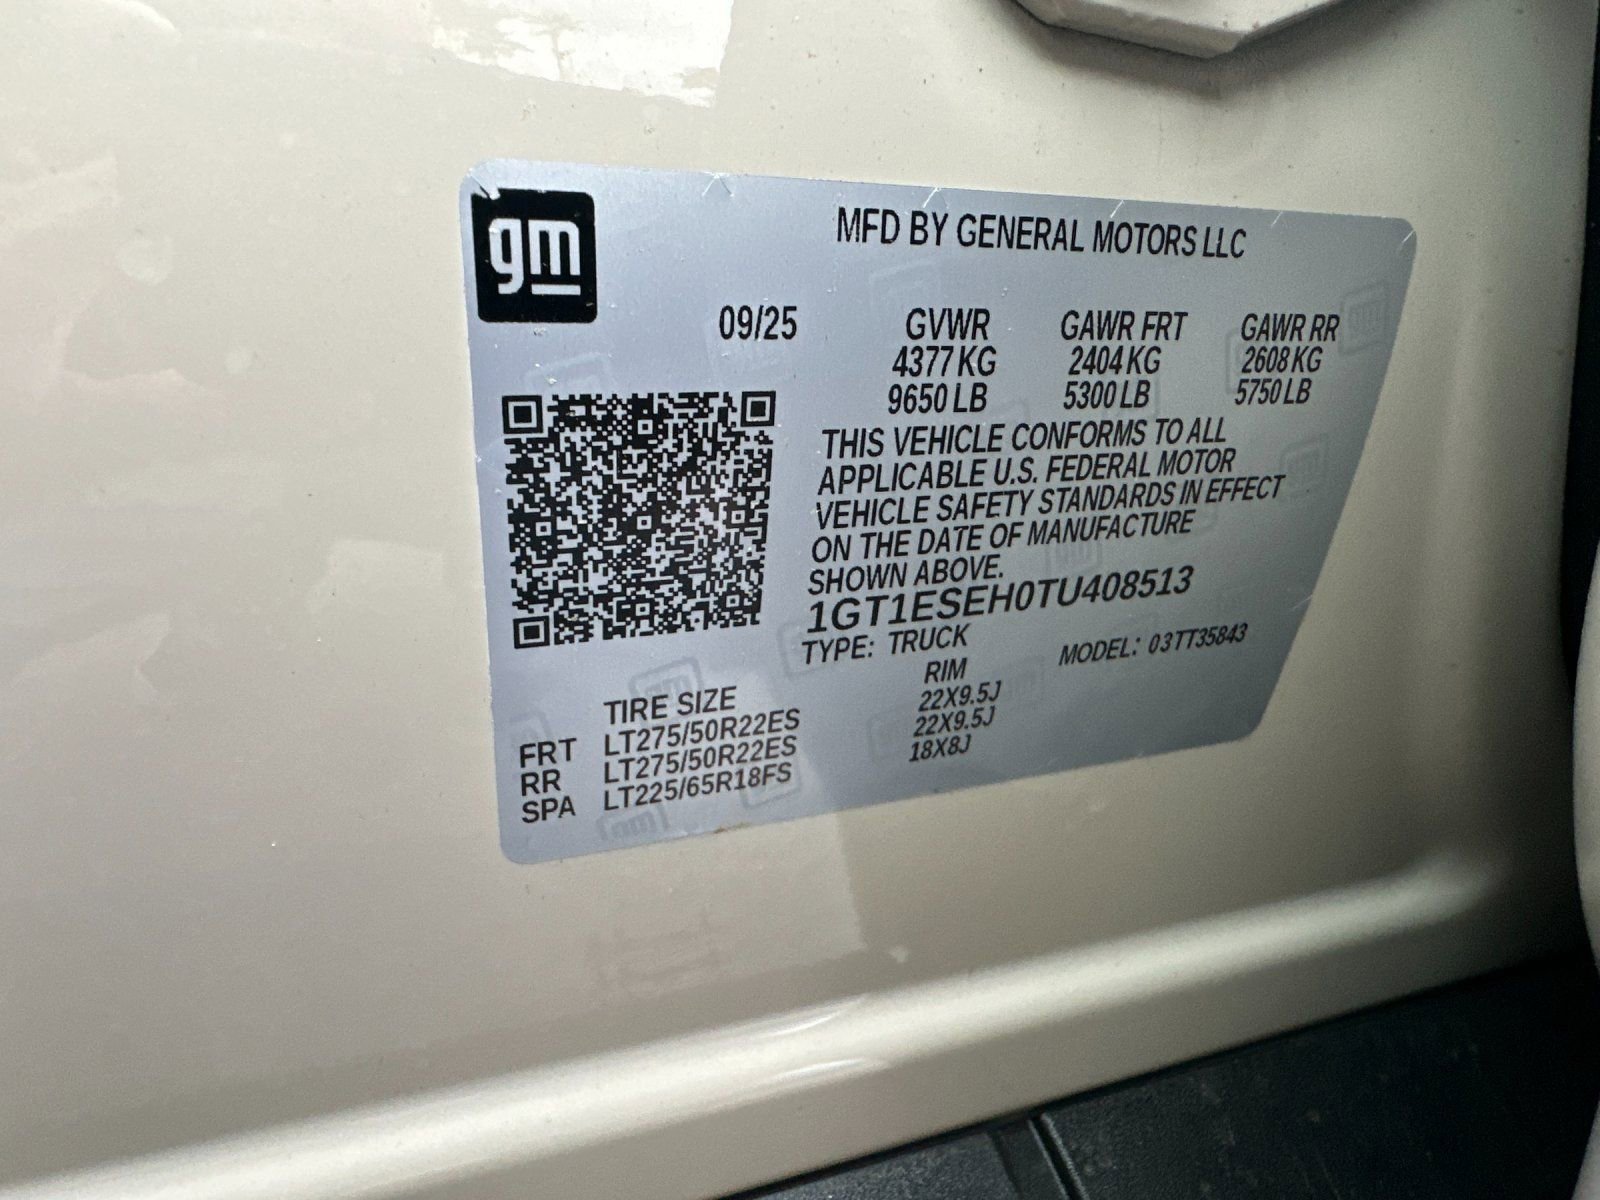 gm
MFD BY GENERAL MOTORS LLC
09/25 GVWR GAWR FRT GAWR RR
4377 KG 2404 KG 2608 KG
9650 LB 5300 LB 5750 LB
THIS VEHICLE CONFORMS TO ALL
APPLICABLE U.S. FEDERAL MOTOR
VEHICLE SAFETY STANDARDS IN EFFECT
ON THE DATE OF MANUFACTURE
SHOWN ABOVE.
1GT1ESEH0TU408513
TYPE: TRUCK MODEL: 03TT35843
TIRE SIZE RIM
FRT LT275/50R22ES 22X9.5J
RR LT275/50R22ES 22X9.5J
SPA LT225/65R18FS 18X8J